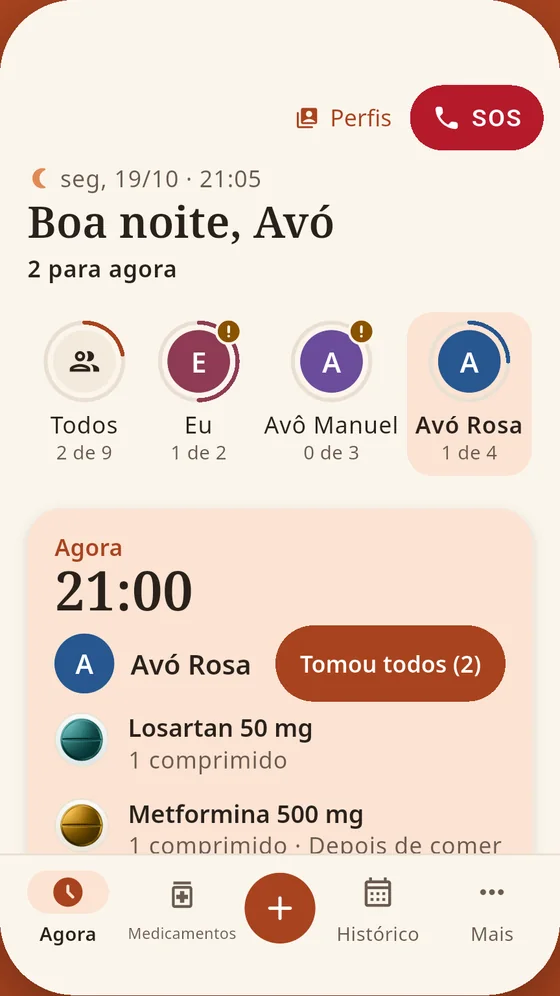 Perfis
SOS
seg, 19/10 · 21:05
Boa noite, Avó
2 para agora
E
A
A
Todos
Eu
Avô Manuel
Avó Rosa
2 de 9
1 de 2
0 de 3
1 de 4
Agora
21:00
A
Avó Rosa
Tomou todos (2)
Losartan 50 mg
1 comprimido
Metformina 500 mg
1 comprimido · Depois de comer
Agora
Medicamentos
Histórico
Mais